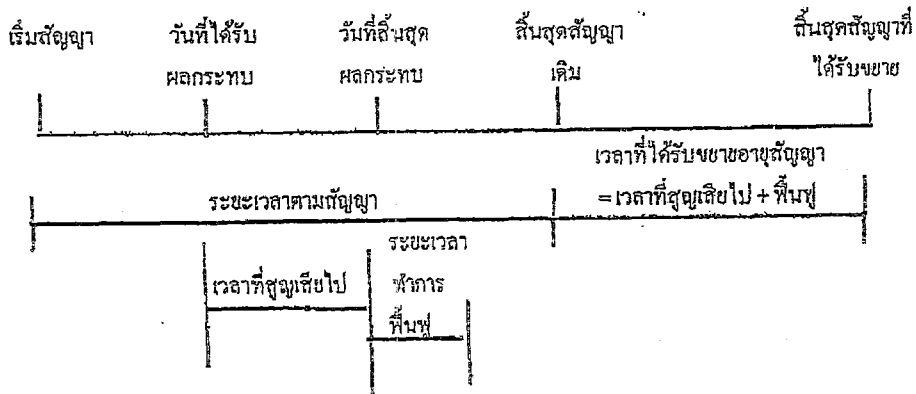 เริ่มสัญญา วันที่ได้รับ วันที่สิ้นสุด สิ้นสุดสัญญา สิ้นสุดสัญญาที่
ผลกระทบ ผลกระทบ เดิม ได้รับขยาย
เวลาที่ได้รับขยายอายุสัญญา
ระยะเวลาตามสัญญา =เวลาที่สูญเสียไป + ฟื้นฟู
ระยะเวลา
เวลาที่สูญเสียไป ทำการ
ฟื้นฟู